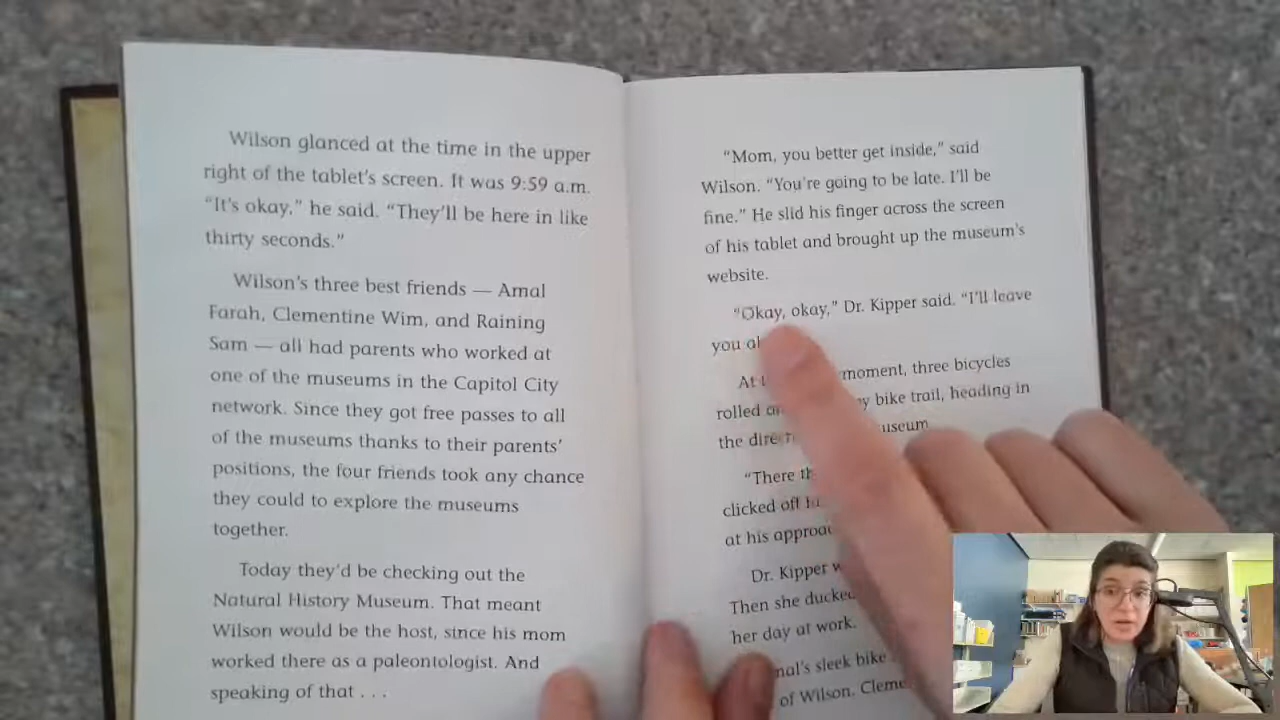 Wilson glanced at the time in the upper
right of the tablet's screen. It was 9:59 a.m.
"It's okay," he said. "They'll be here in like
thirty seconds."
Wilson's three best friends — Amal
Farah, Clementine Wim, and Raining
Sam — all had parents who worked at
one of the museums in the Capitol City
network. Since they got free passes to all
of the museums thanks to their parents'
positions, the four friends took any chance
they could to explore the museums
together.
Today they'd be checking out the
Natural History Museum. That meant
Wilson would be the host, since his mom
worked there as a paleontologist. And
speaking of that . . .
"Mom, you better get inside," said
Wilson. "You're going to be late. I'll be
fine." He slid his finger across the screen
of his tablet and brought up the museum's
website.
"Okay, okay," Dr. Kipper said. "I'll leave
you
At moment, three bicycles
rolled bike trail, heading in
the
"There
clicked off
at his
Dr. Kipper
Then she ducked
her day at work.
sleek bike
of Wilson.